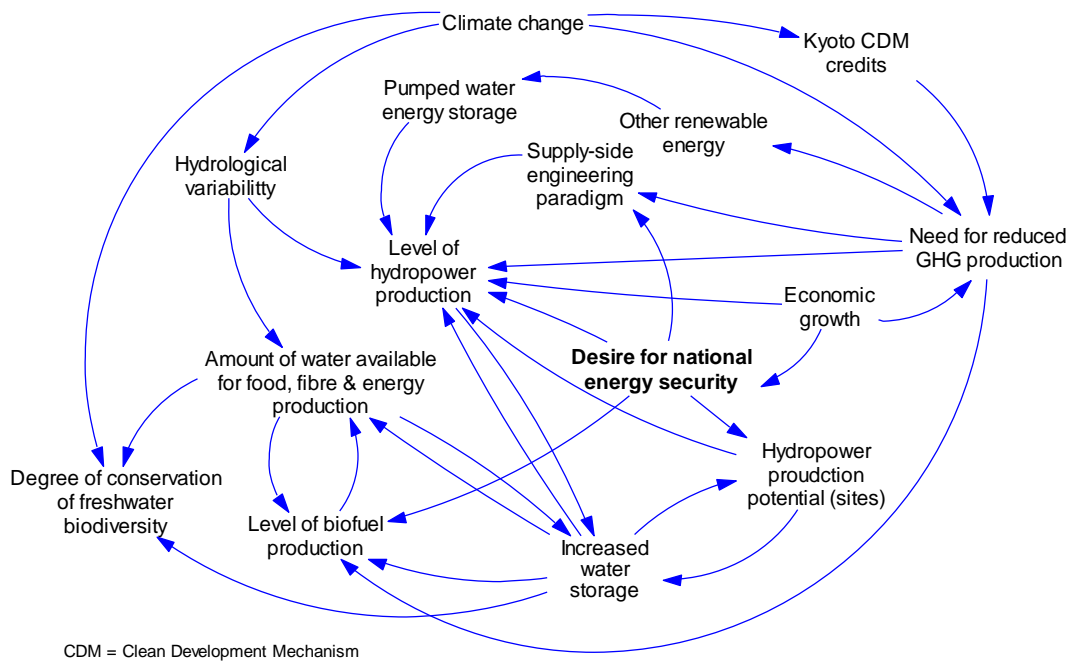 Climate change
Kyoto CDM
credits
Pumped water
energy storage
Other renewable
energy
Supply-side
engineering
paradigm
Hydrological
variabilitty
Level of
hydropower
production
Need for reduced
GHG production
Economic
growth
Desire for national
energy security
Amount of water available
for food, fibre & energy
production
Hydropower
proudction
potential (sites)
Degree of conservation
of freshwater
biodiversity
Level of biofuel
production
Increased
water
storage
CDM = Clean Development Mechanism